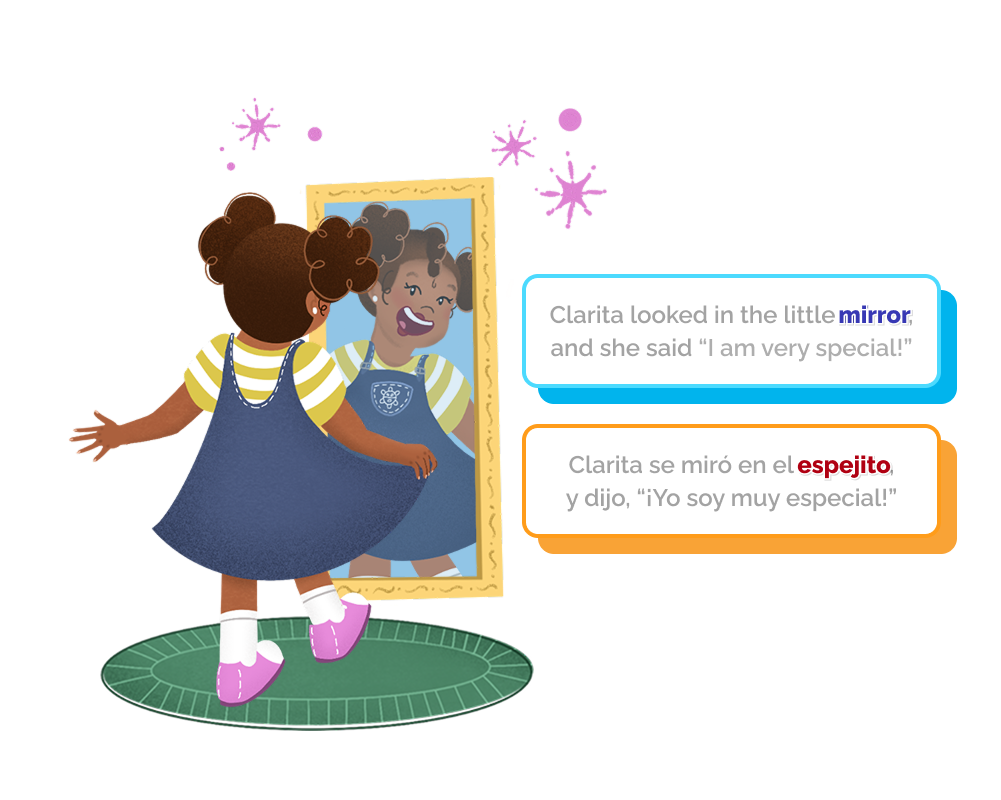 Clarita looked in the little mirror,
and she said “I am very special!”
Clarita se miró en el espejito,
y dijo, “¡Yo soy muy especial!”